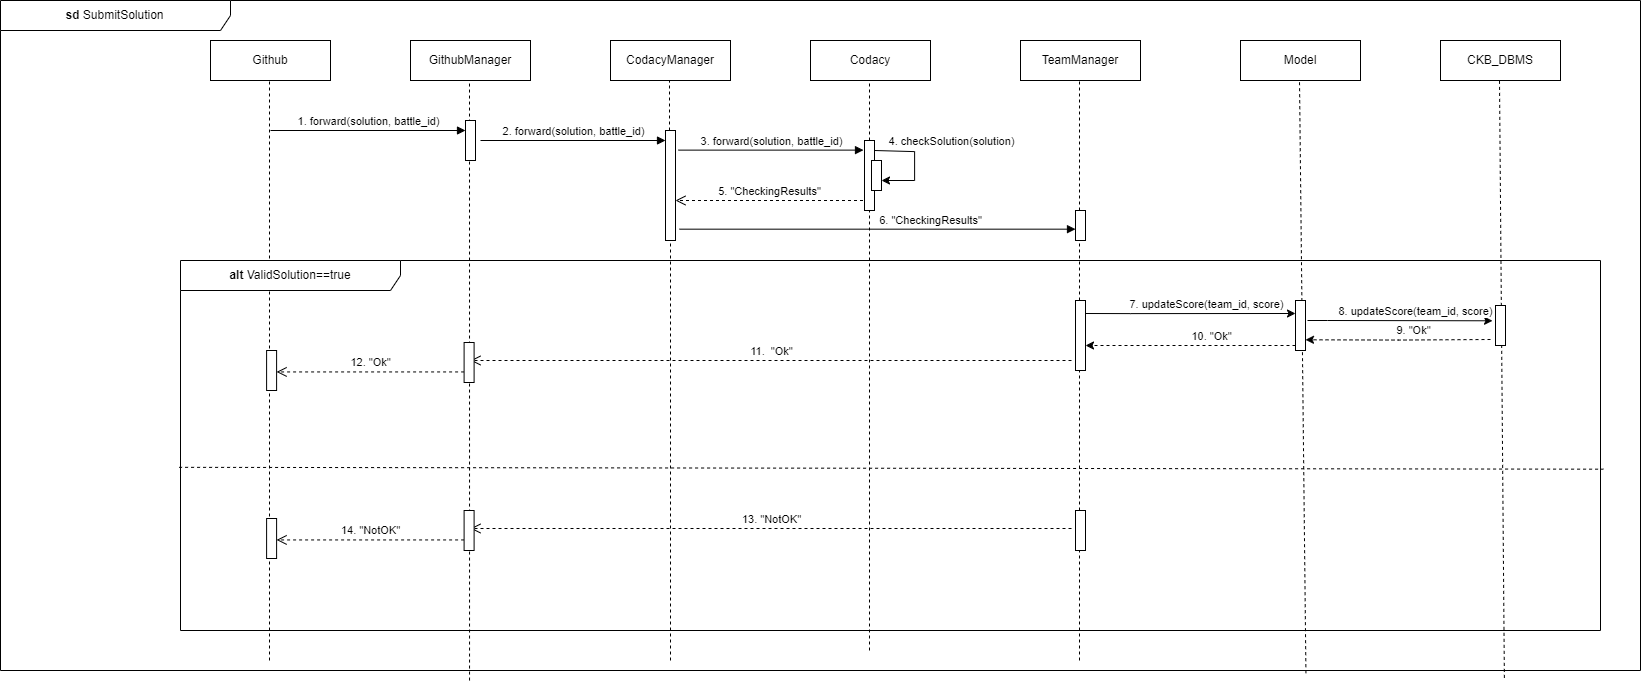 sd SubmitSolution
Github
GithubManager
CodacyManager
Codacy
TeamManager
Model
CKB_DBMS
1. forward(solution, battle_id)
2. forward(solution, battle_id)
3. forward(solution, battle_id)
4. checkSolution(solution)
5. "CheckingResults"
6. "CheckingResults"
alt ValidSolution==true
7. updateScore(team_id, score)
8. updateScore(team_id, score)
9. "Ok"
10. "Ok"
11. "Ok"
12. "Ok"
13. "NotOK"
14. "NotOK"